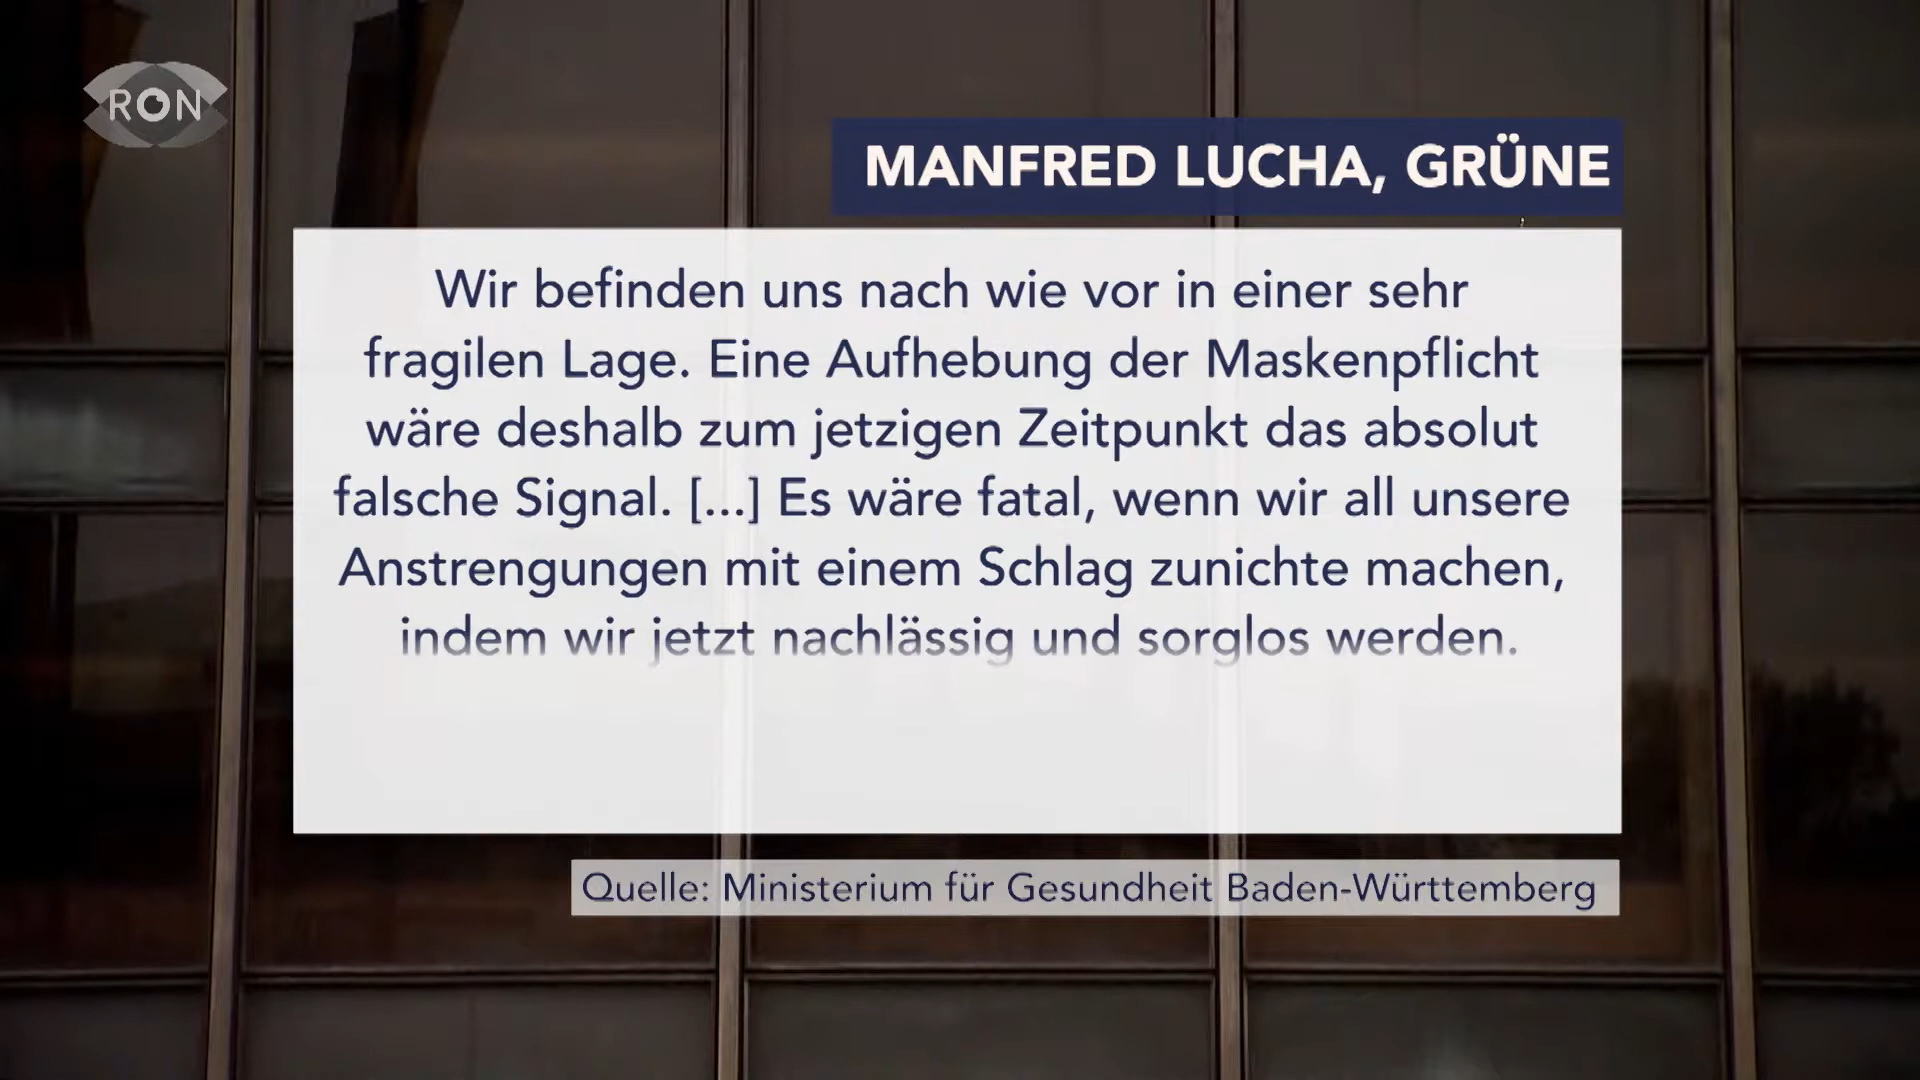 RON
MANFRED LUCHA, GRÜNE
Wir befinden uns nach wie vor in einer sehr
fragilen Lage. Eine Aufhebung der Maskenpflicht
wäre deshalb zum jetzigen Zeitpunkt das absolut
falsche Signal. [...] Es wäre fatal, wenn wir all unsere
Anstrengungen mit einem Schlag zunichte machen,
indem wir jetzt nachlässig und sorglos werden.
Quelle: Ministerium für Gesundheit Baden-Württemberg